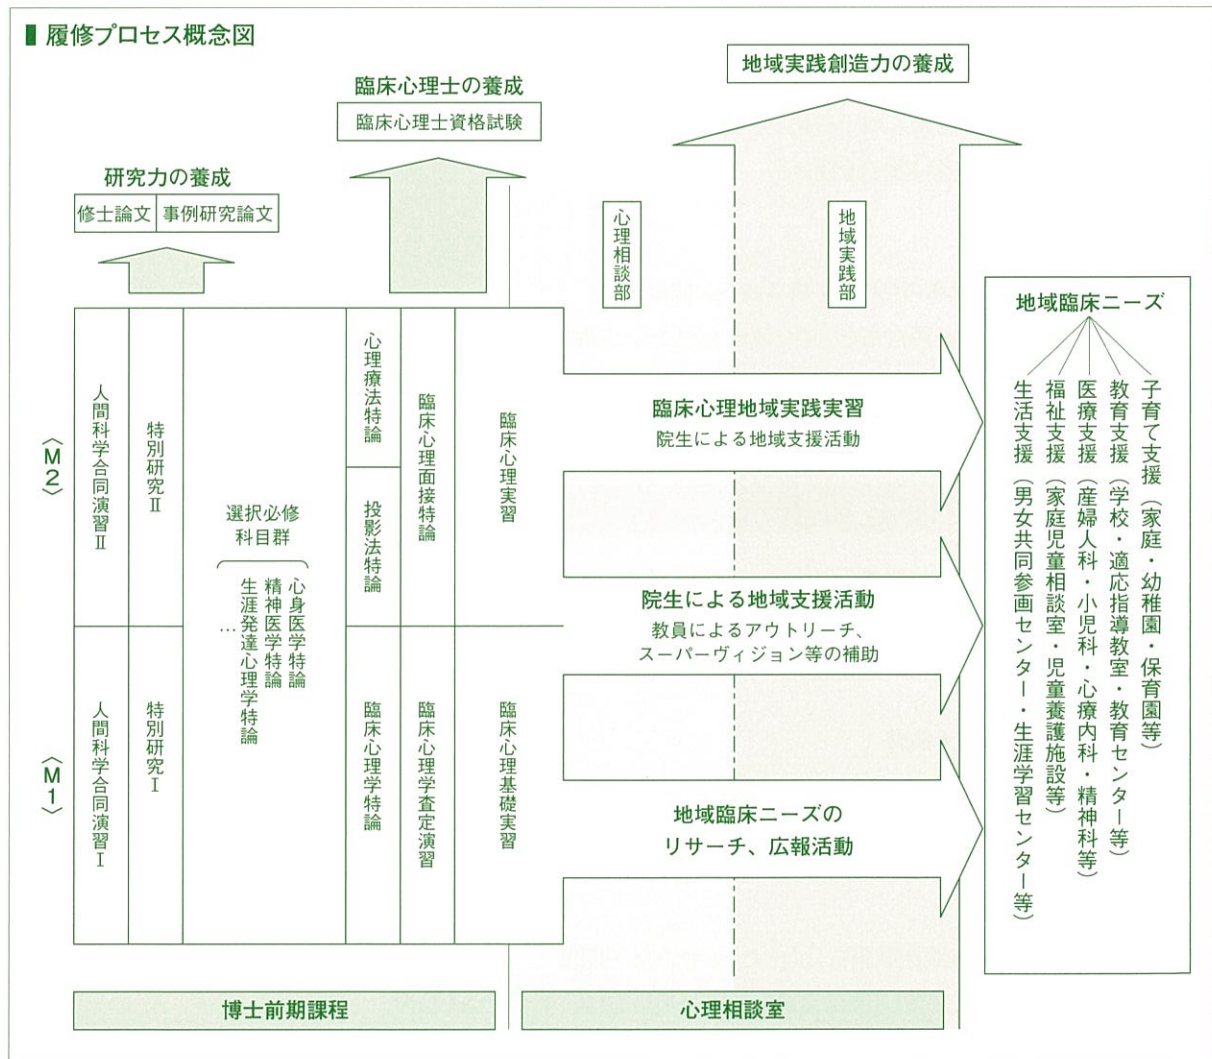 履修プロセス概念図
地域実践創造力の養成
臨床心理士の養成
臨床心理士資格試験
研究力の養成
修士論文
事例研究論文
心理相談部
地域実践部
〈M2〉
人間科学合同演習Ⅱ
特別研究Ⅱ
選択必修
科目群
心身医学特論
精神医学特論
生涯発達心理学特論
…
心理療法特論
投影法特論
臨床心理面接特論
臨床心理実習
〈M1〉
人間科学合同演習Ⅰ
特別研究Ⅰ
臨床心理学特論
臨床心理学査定演習
臨床心理基礎実習
臨床心理地域実践実習
院生による地域支援活動
院生による地域支援活動
教員によるアウトリーチ、
スーパーヴィジョン等の補助
地域臨床ニーズの
リサーチ、広報活動
地域臨床ニーズ
子育て支援（家庭・幼稚園・保育園等）
教育支援（学校・適応指導教室・教育センター等）
医療支援（産婦人科・小児科・心療内科・精神科等）
福祉支援（家庭児童相談室・児童養護施設等）
生活支援（男女共同参画センター・生涯学習センター等）
博士前期課程
心理相談室